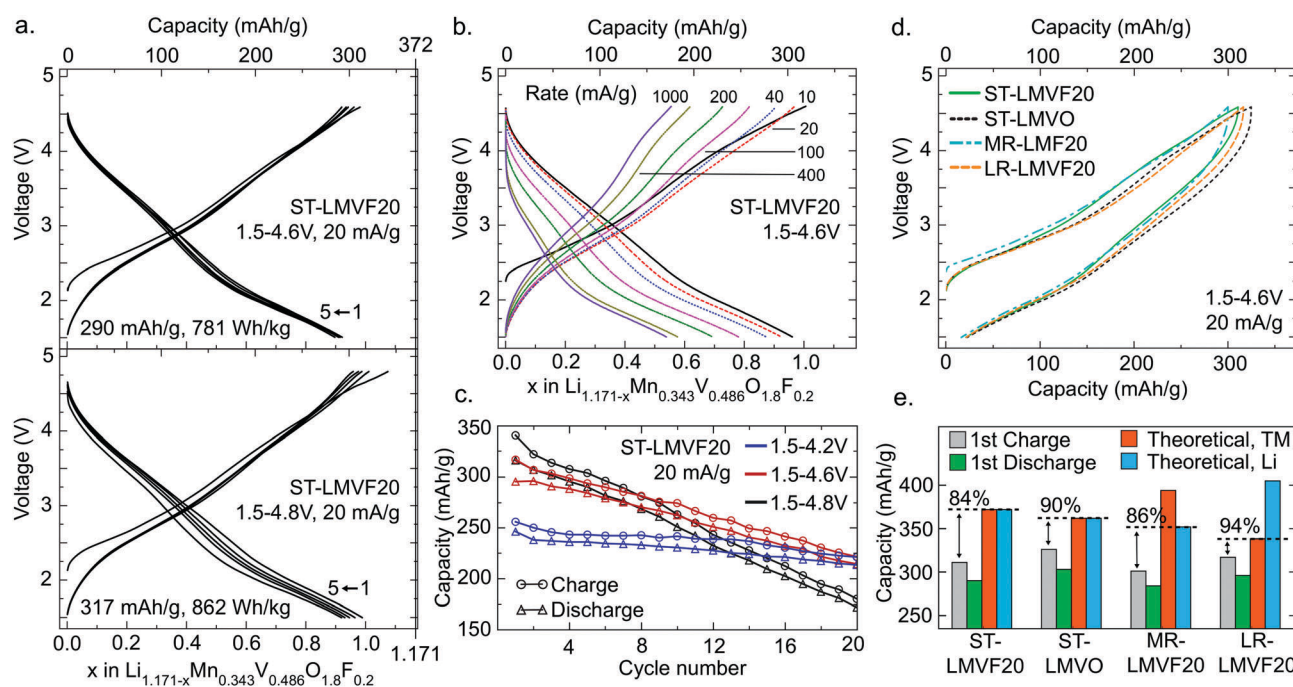 a.
Capacity (mAh/g)
0 100 200 300 372
5
4
3
2
Voltage (V)
ST-LMVF20
1.5-4.6V, 20 mA/g
5←1
290 mAh/g, 781 Wh/kg
5
4
3
2
Voltage (V)
ST-LMVF20
1.5-4.8V, 20 mA/g
5←1
317 mAh/g, 862 Wh/kg
0.0 0.2 0.4 0.6 0.8 1.0 1.171
x in Li1.171-xMn0.343V0.486O1.8F0.2
b.
Capacity (mAh/g)
0 100 200 300
5
4
3
2
Voltage (V)
Rate (mA/g)
1000 200 40 10
20
100
400
ST-LMVF20
1.5-4.6V
0.0 0.2 0.4 0.6 0.8 1.0
x in Li1.171-xMn0.343V0.486O1.8F0.2
c.
350
300
250
200
150
Capacity (mAh/g)
ST-LMVF20
20 mA/g
1.5-4.2V
1.5-4.6V
1.5-4.8V
Charge
Discharge
4 8 12 16 20
Cycle number
d.
0 100 200 300
5
4
3
2
Voltage (V)
ST-LMVF20
ST-LMVO
MR-LMF20
LR-LMVF20
1.5-4.6V
20 mA/g
0 100 200 300
Capacity (mAh/g)
e.
400
350
300
250
Capacity (mAh/g)
1st Charge
1st Discharge
Theoretical, TM
Theoretical, Li
84%
90%
86%
94%
ST- ST- MR- LR-
LMVF20 LMVO LMVF20 LMVF20